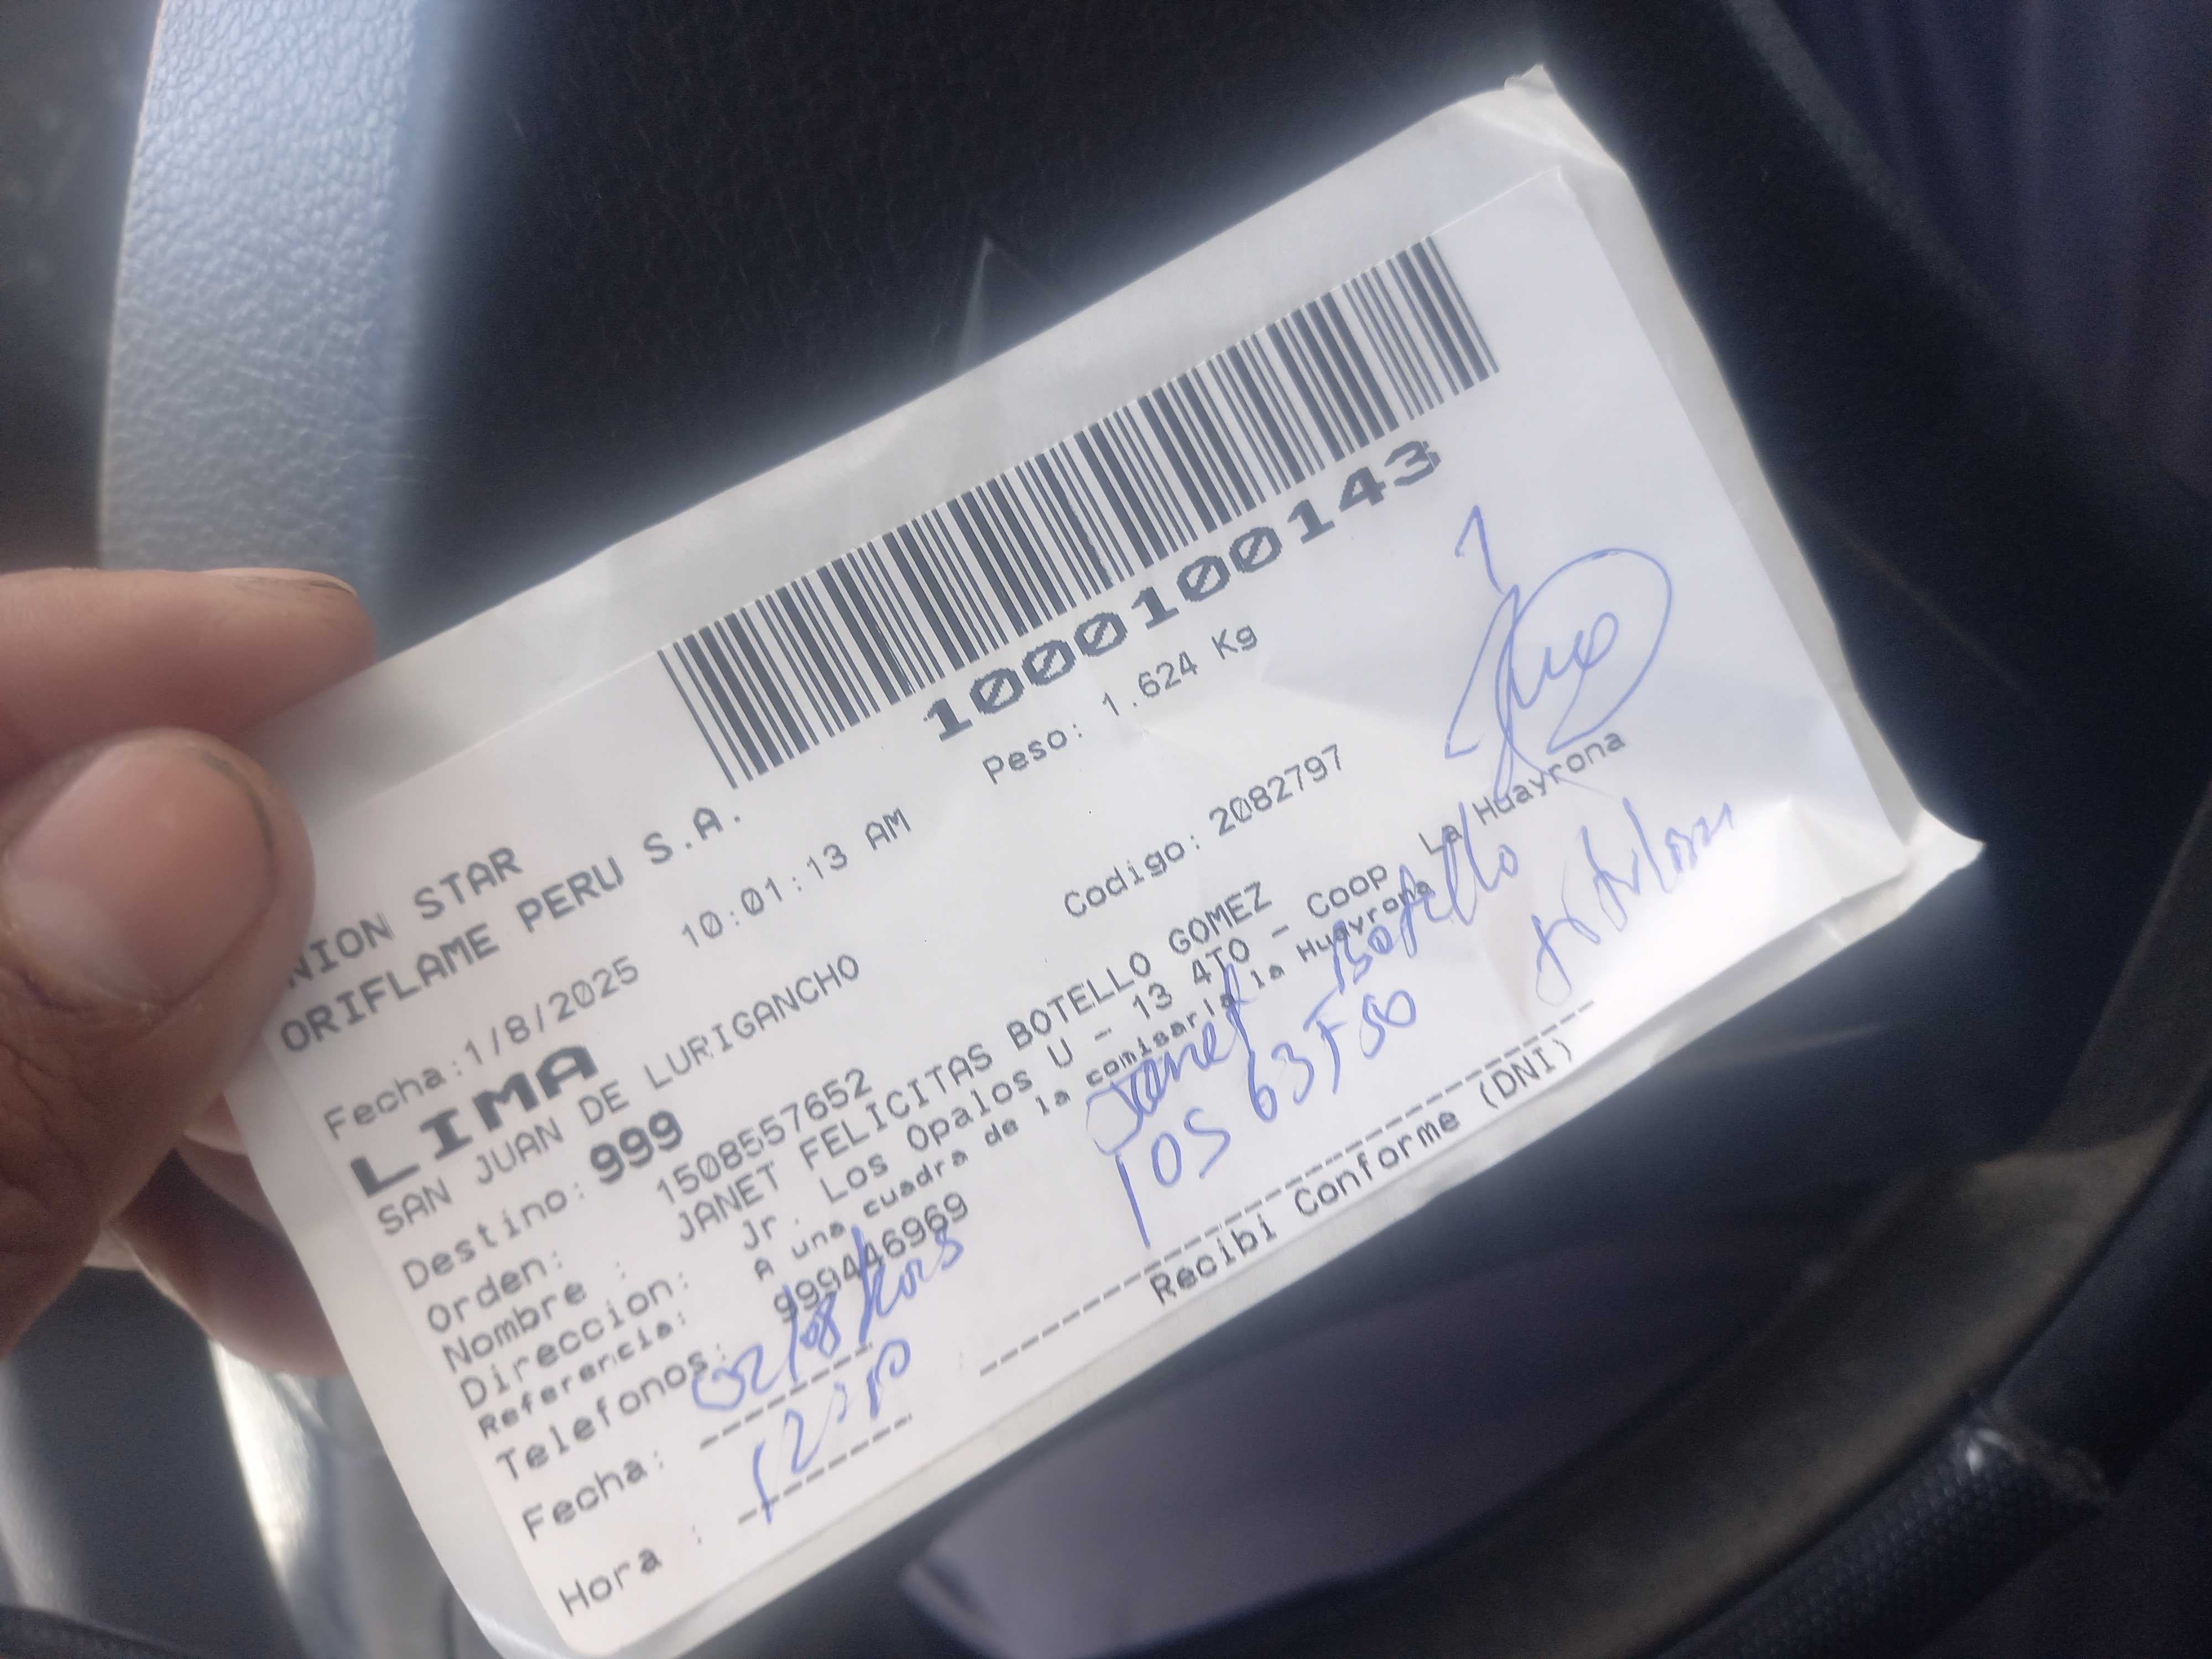 100010100143
NION STAR
ORIFLAME PERU S.A.
Peso: 1.624 Kg
Fecha:1/8/2025 10:01:13 AM
LIMA
SAN JUAN DE LURIGANCHO
Codigo: 2082797
Destino: 999
Orden: 1508557652
Nombre : JANET FELICITAS BOTELLO GOMEZ
Direccion: Jr. Los Opalos U - 13 4TO - Coop La Huayrona
Referencia: A una cuadra de la comisaria la Huayrona
Telefonos: 999446969
Janet Botello
Fecha: 02/08/
Hora :
Recibi Conforme (DNI)